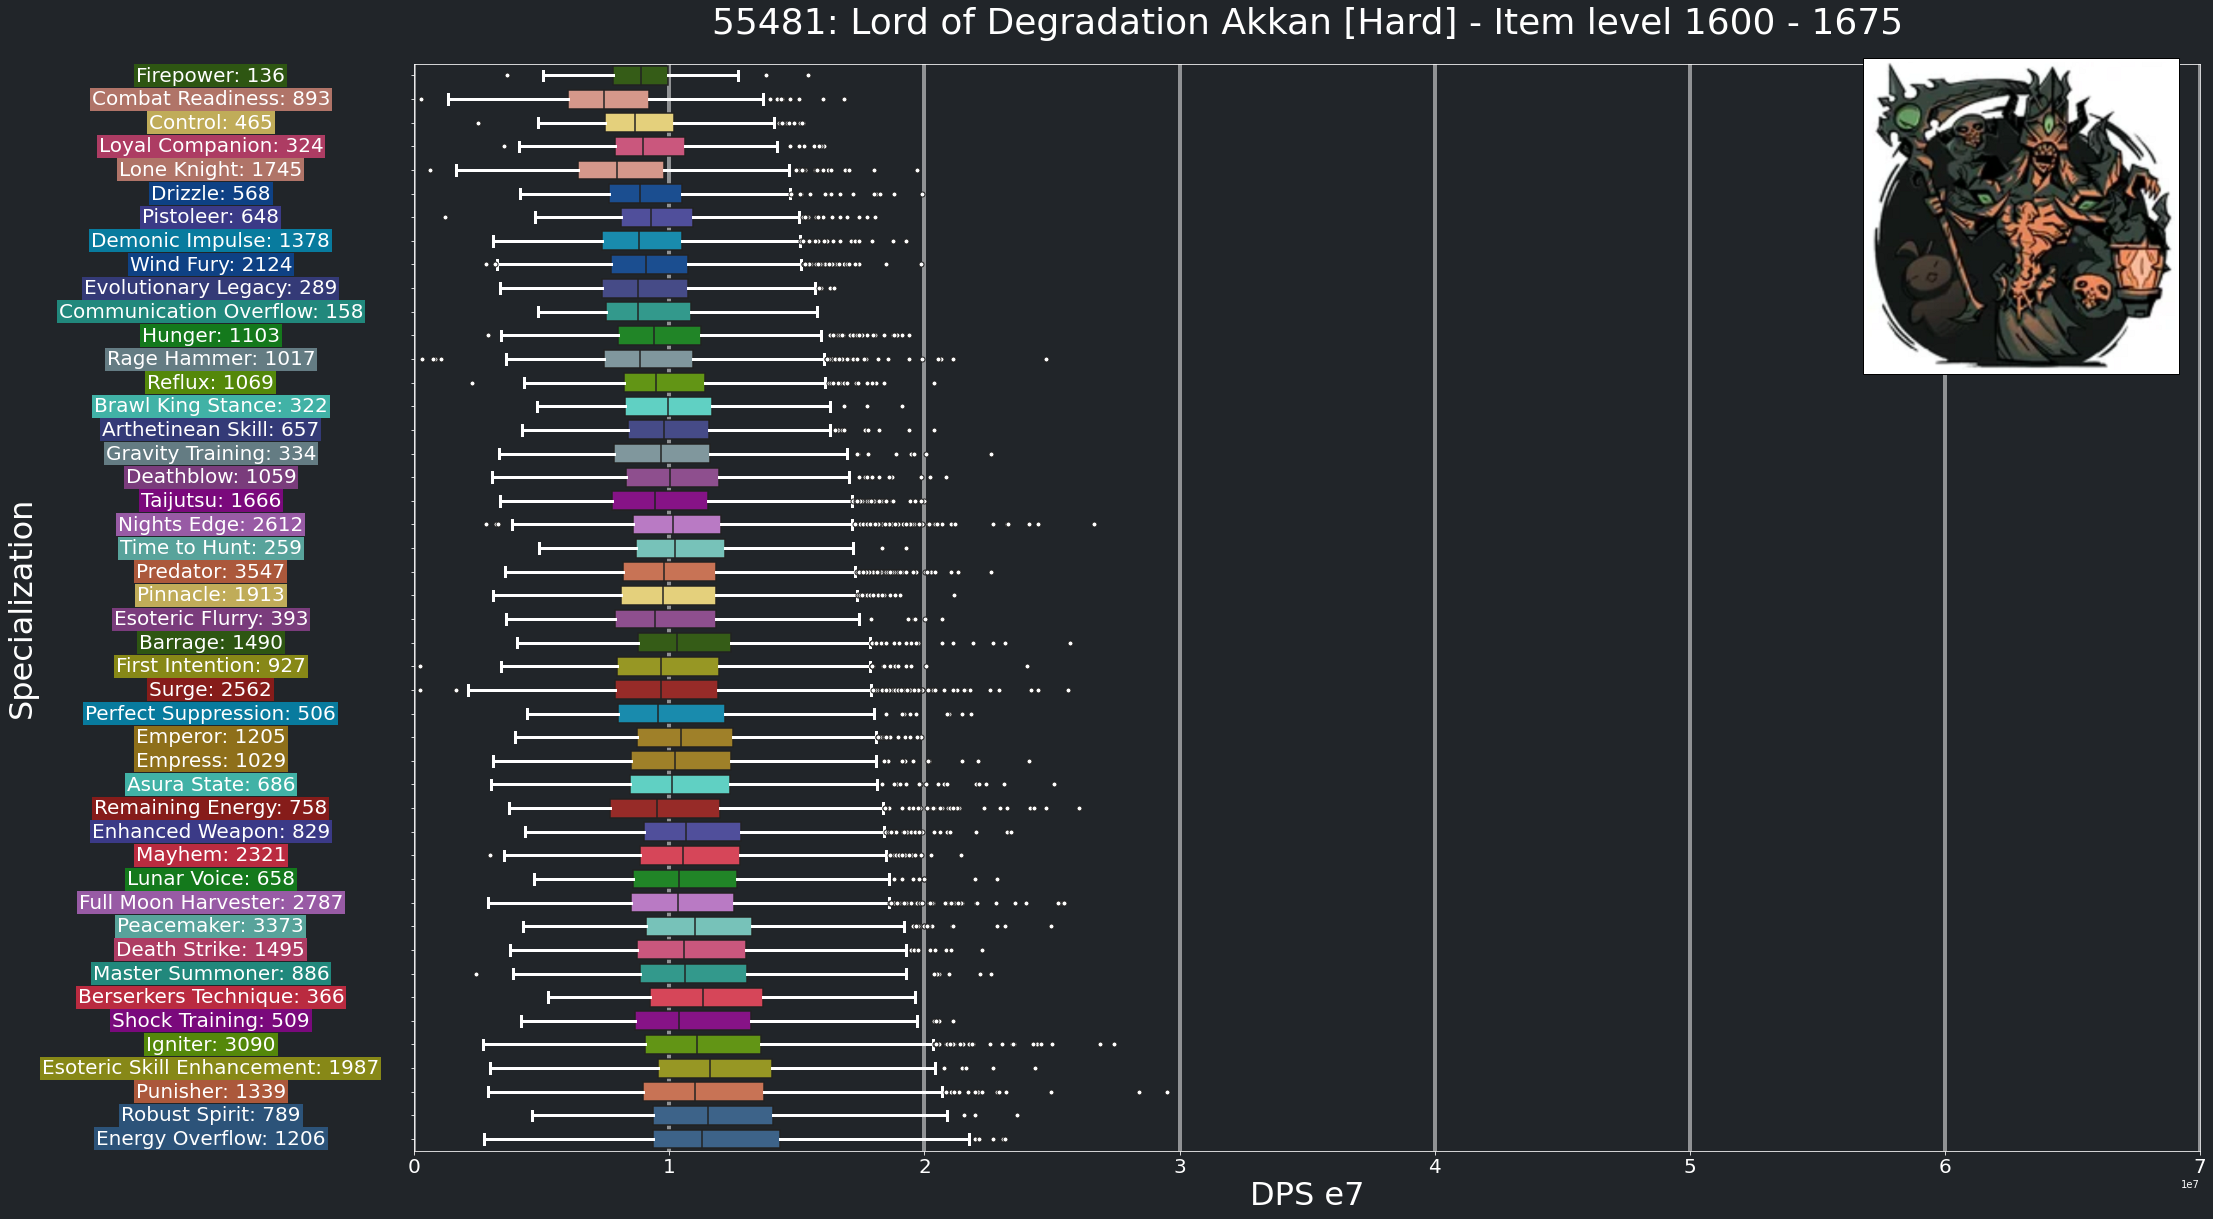 55481: Lord of Degradation Akkan [Hard] - Item level 1600 - 1675
Firepower: 136
Combat Readiness: 893
Control: 465
Loyal Companion: 324
Lone Knight: 1745
Drizzle: 568
Pistoleer: 648
Demonic Impulse: 1378
Wind Fury: 2124
Evolutionary Legacy: 289
Communication Overflow: 158
Hunger: 1103
Rage Hammer: 1017
Reflux: 1069
Brawl King Stance: 322
Arthetinean Skill: 657
Gravity Training: 334
Deathblow: 1059
Taijutsu: 1666
Nights Edge: 2612
Time to Hunt: 259
Predator: 3547
Pinnacle: 1913
Esoteric Flurry: 393
Barrage: 1490
First Intention: 927
Surge: 2562
Perfect Suppression: 506
Emperor: 1205
Empress: 1029
Asura State: 686
Remaining Energy: 758
Enhanced Weapon: 829
Mayhem: 2321
Lunar Voice: 658
Full Moon Harvester: 2787
Peacemaker: 3373
Death Strike: 1495
Master Summoner: 886
Berserkers Technique: 366
Shock Training: 509
Igniter: 3090
Esoteric Skill Enhancement: 1987
Punisher: 1339
Robust Spirit: 789
Energy Overflow: 1206
Specialization
0 1 2 3 4 5 6 7
1e7
DPS e7